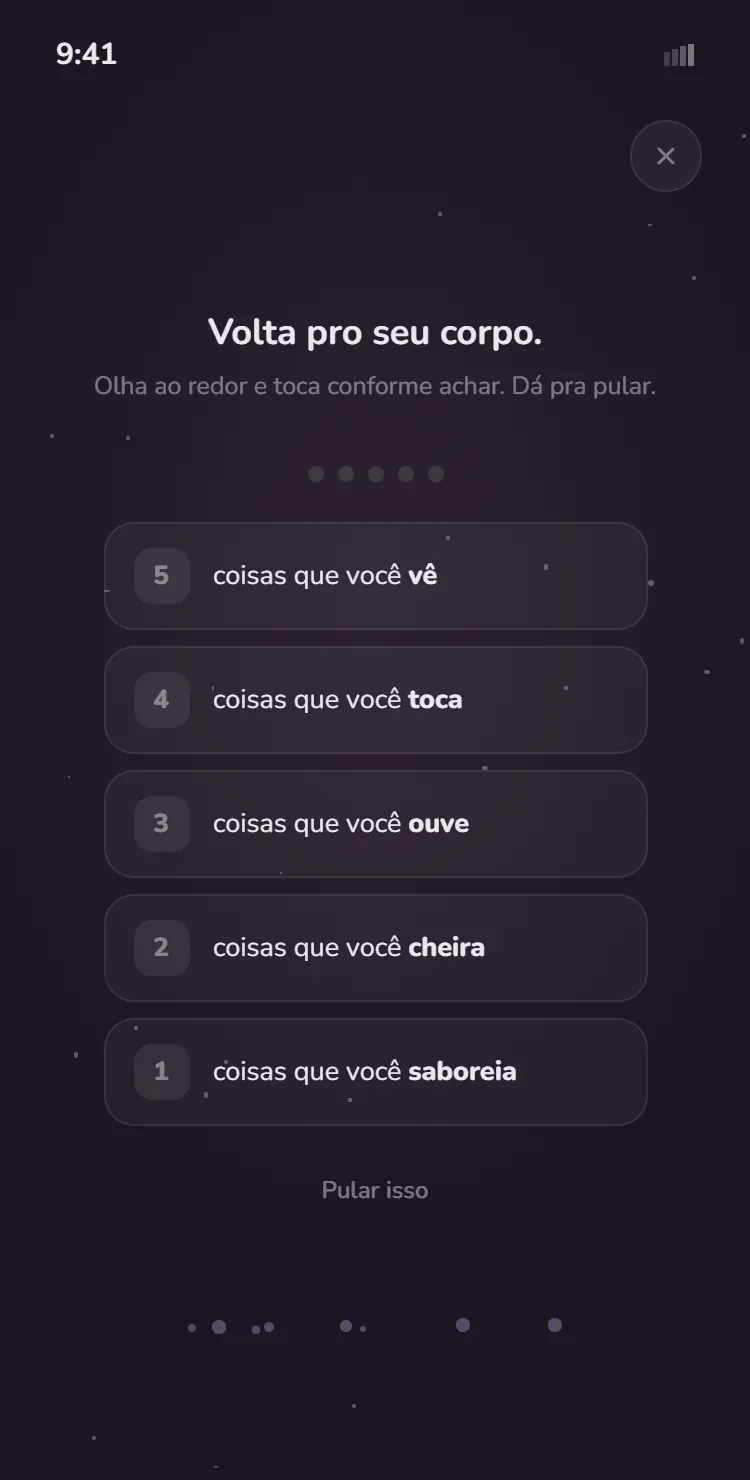 9:41
Volta pro seu corpo.
Olha ao redor e toca conforme achar. Dá pra pular.
5 coisas que você vê
4 coisas que você toca
3 coisas que você ouve
2 coisas que você cheira
1 coisas que você saboreia
Pular isso